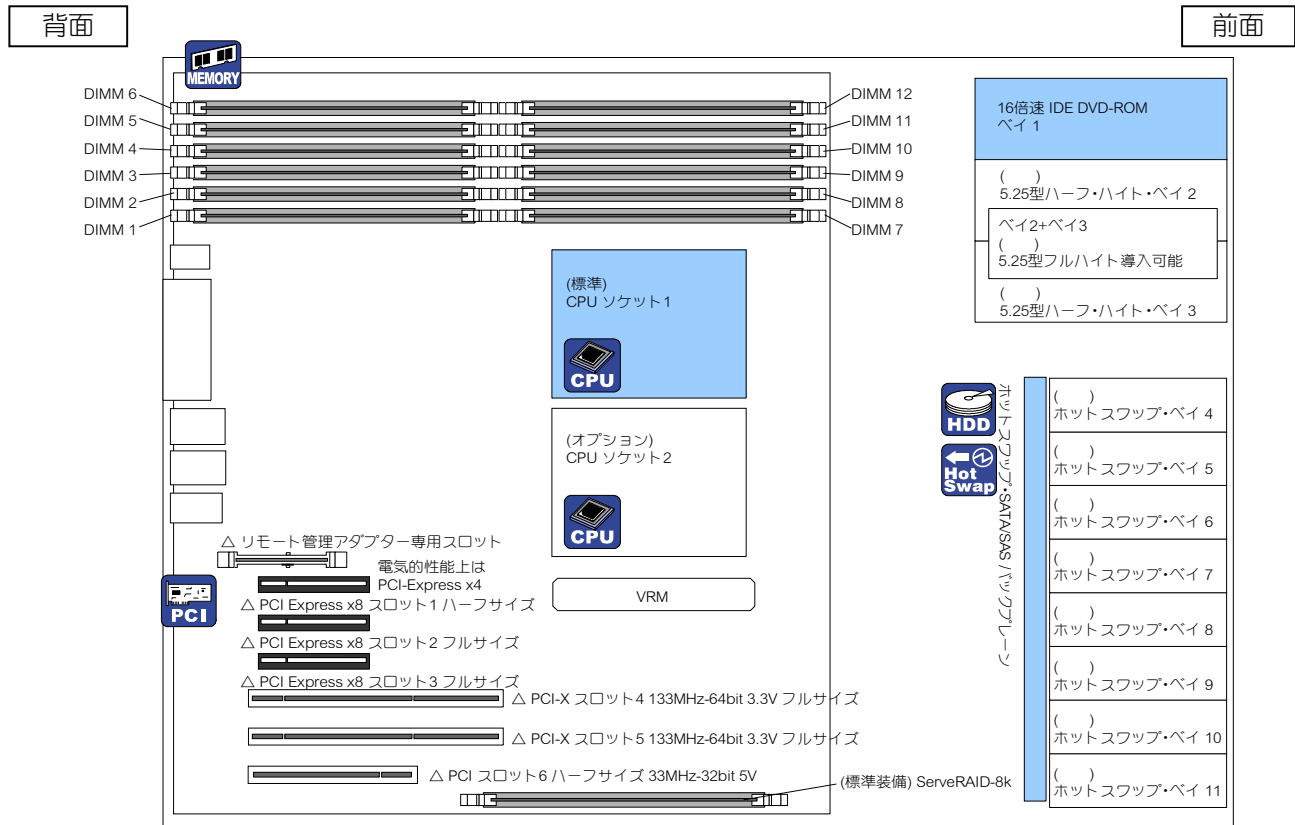 背面
前面
MEMORY
DIMM 6
DIMM 5
DIMM 4
DIMM 3
DIMM 2
DIMM 1
DIMM 12
DIMM 11
DIMM 10
DIMM 9
DIMM 8
DIMM 7
16倍速 IDE DVD-ROM
ベイ 1
( )
5.25型ハーフ・ハイト・ベイ 2
ベイ2+ベイ3
( )
5.25型フルハイト導入可能
( )
5.25型ハーフ・ハイト・ベイ 3
(標準)
CPU ソケット1
CPU
(オプション)
CPU ソケット2
CPU
VRM
HDD
Hot
Swap
ホットスワップ・SATA/SAS バックプレーン
( )
ホットスワップ・ベイ 4
( )
ホットスワップ・ベイ 5
( )
ホットスワップ・ベイ 6
( )
ホットスワップ・ベイ 7
( )
ホットスワップ・ベイ 8
( )
ホットスワップ・ベイ 9
( )
ホットスワップ・ベイ 10
( )
ホットスワップ・ベイ 11
△ リモート管理アダプター専用スロット
電気的性能上は
PCI-Express x4
PCI
△ PCI Express x8 スロット1 ハーフサイズ
△ PCI Express x8 スロット2 フルサイズ
△ PCI Express x8 スロット3 フルサイズ
△ PCI-X スロット4 133MHz-64bit 3.3V フルサイズ
△ PCI-X スロット5 133MHz-64bit 3.3V フルサイズ
△ PCI スロット6 ハーフサイズ 33MHz-32bit 5V
(標準装備) ServeRAID-8k